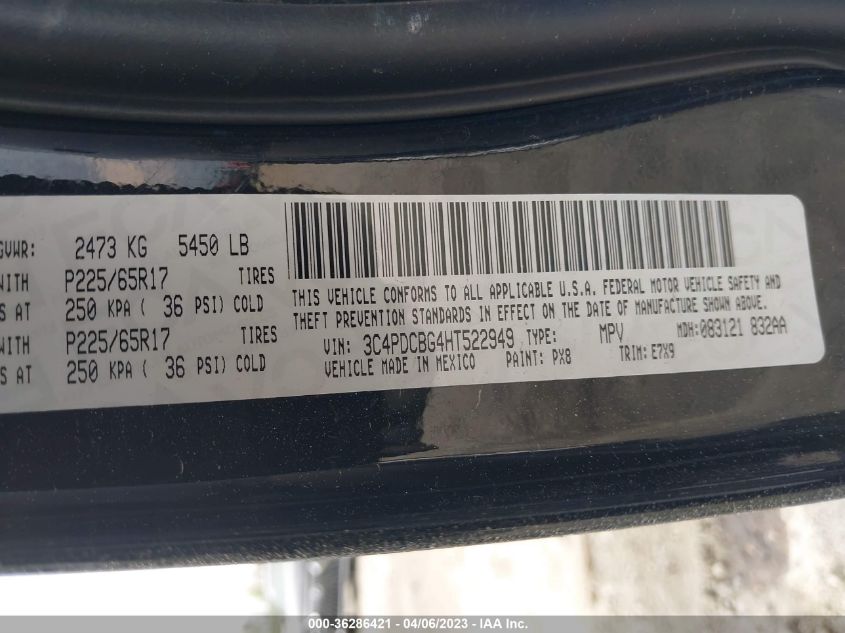 GVWR: 2473 KG 5450 LB
WITH P225/65R17 TIRES
S AT 250 KPA ( 36 PSI) COLD
WITH P225/65R17 TIRES
S AT 250 KPA ( 36 PSI) COLD
THIS VEHICLE CONFORMS TO ALL APPLICABLE U.S.A. FEDERAL MOTOR VEHICLE SAFETY AND
THEFT PREVENTION STANDARDS IN EFFECT ON THE DATE OF MANUFACTURE SHOWN ABOVE.
VIN: 3C4PDCBG4HT522949 TYPE: MPV MDH:083121 832AA
VEHICLE MADE IN MEXICO PAINT: PX8 TRIM: E7X9
000-36286421 - 04/06/2023 - IAA Inc.